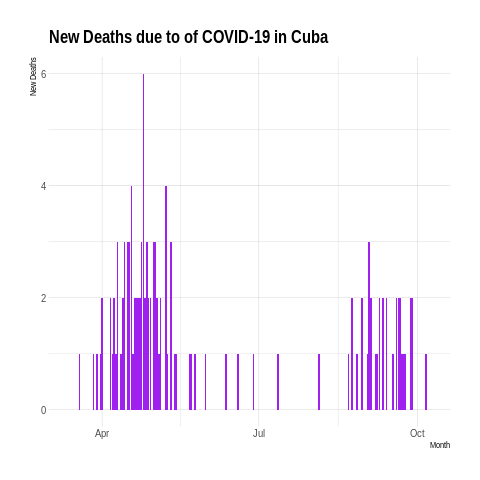 New Deaths due to of COVID-19 in Cuba
New Deaths
6
4
2
0
Apr
Jul
Oct
Month